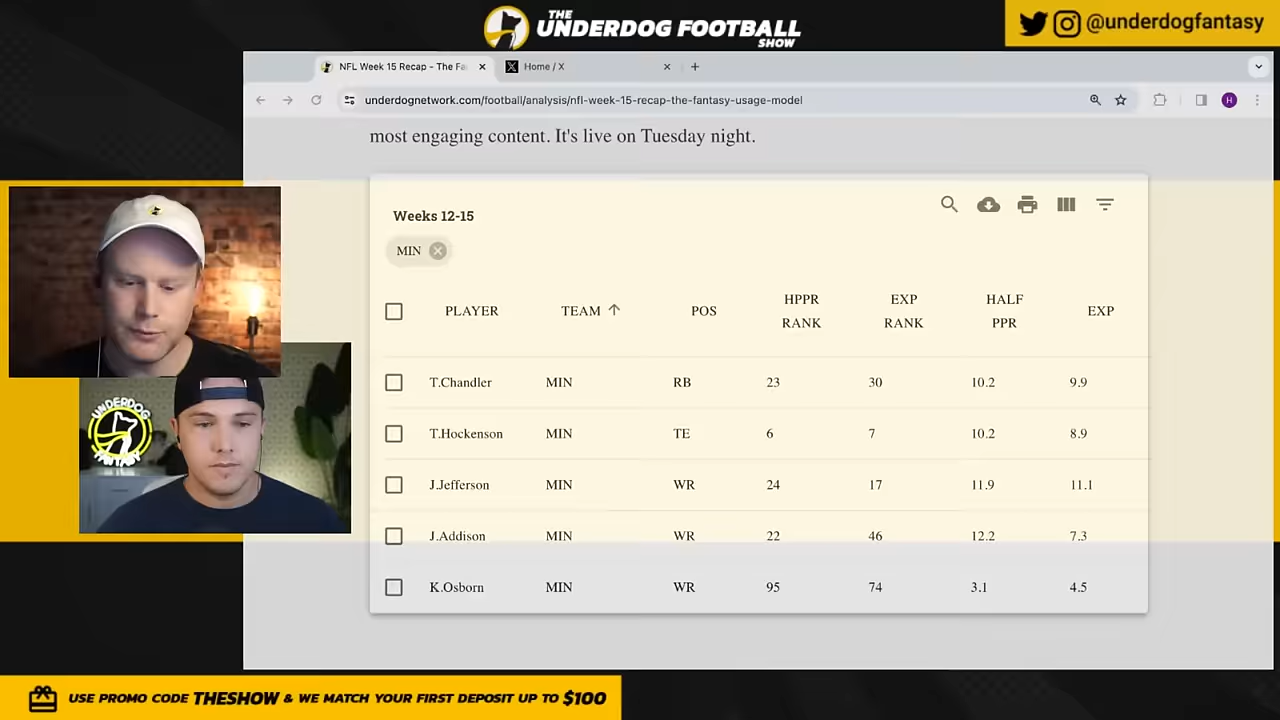 THE
UNDERDOG FOOTBALL
SHOW
@underdogfantasy
NFL Week 15 Recap - The Fa
X Home / X
underdognetwork.com/football/analysis/nfl-week-15-recap-the-fantasy-usage-model
H
most engaging content. It's live on Tuesday night.
Weeks 12-15
MIN
PLAYER TEAM POS HPPR RANK EXP RANK HALF PPR EXP
T.Chandler MIN RB 23 30 10.2 9.9
T.Hockenson MIN TE 6 7 10.2 8.9
J.Jefferson MIN WR 24 17 11.9 11.1
J.Addison MIN WR 22 46 12.2 7.3
K.Osborn MIN WR 95 74 3.1 4.5
UNDERDOG
FANTASY
USE PROMO CODE THESHOW & WE MATCH YOUR FIRST DEPOSIT UP TO $100